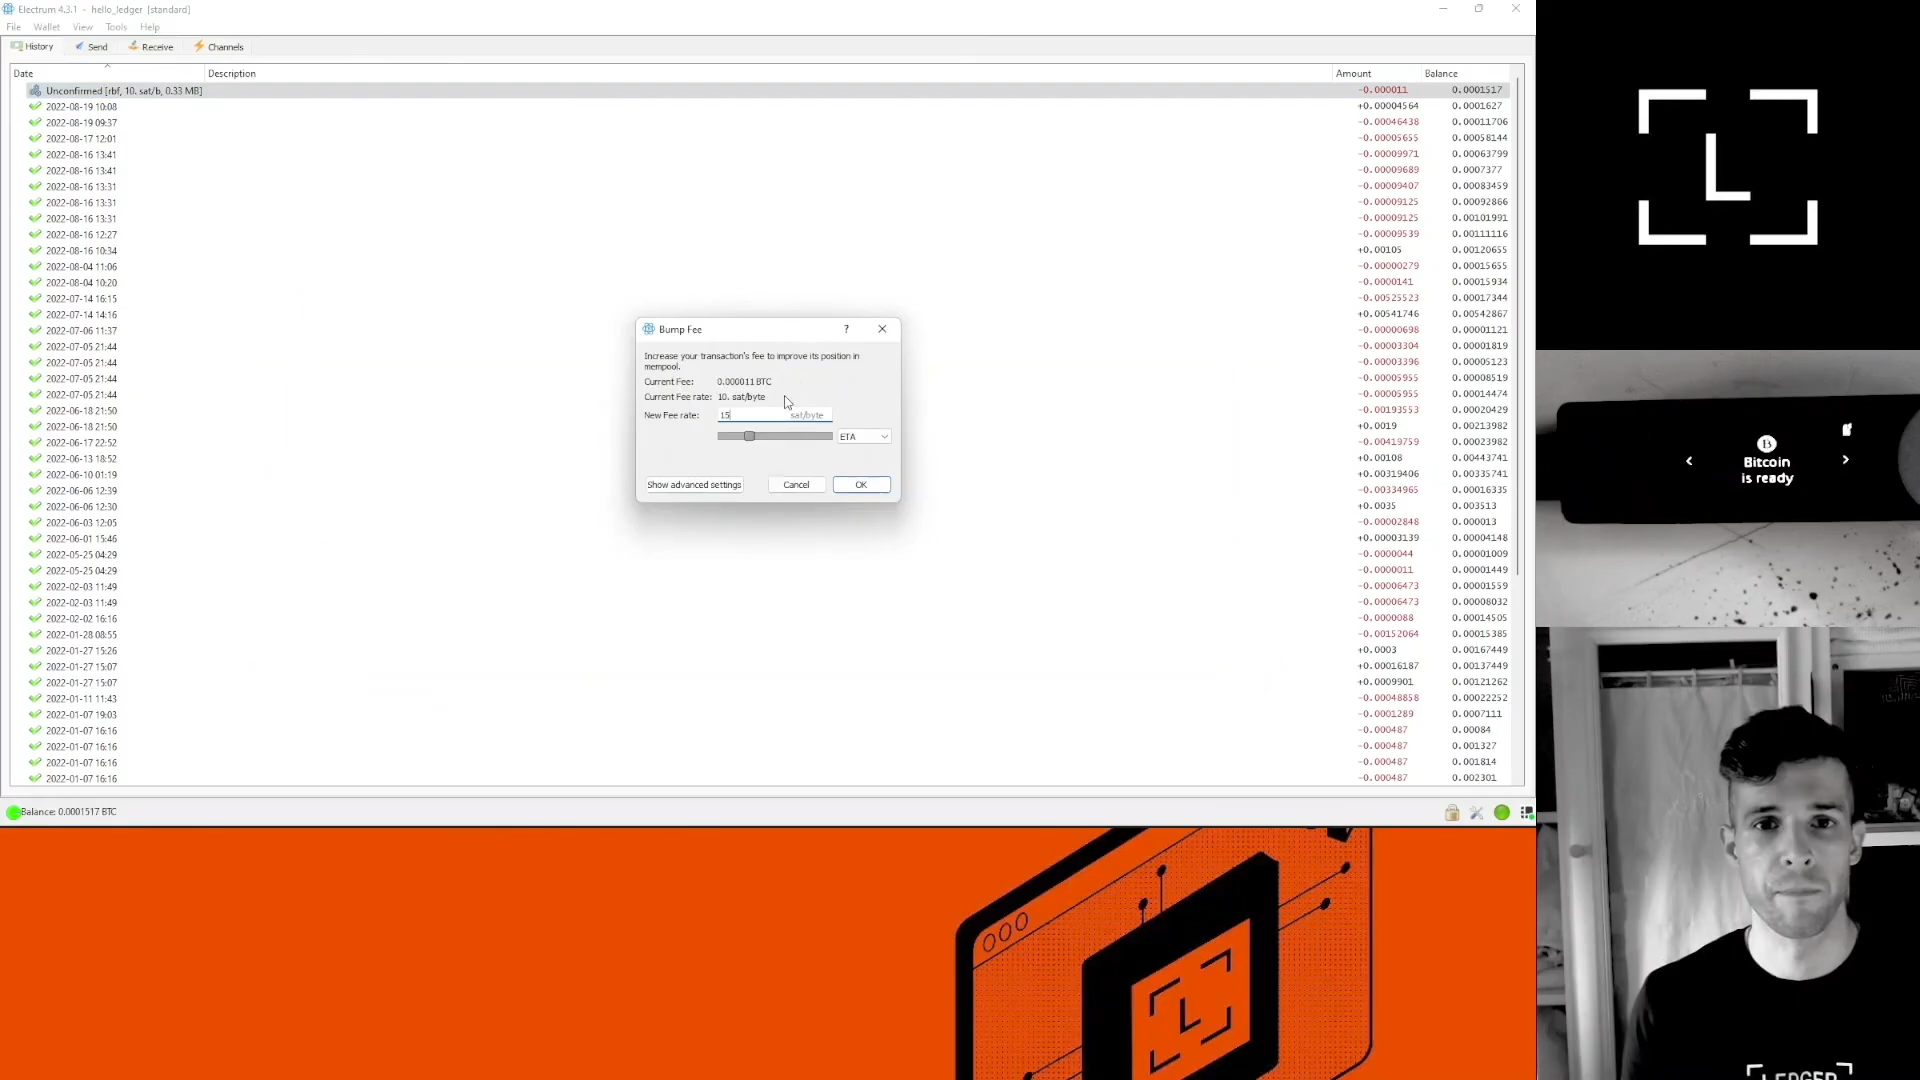 Electrum 4.3.1 - hello_ledger [standard]
File Wallet View Tools Help
History Send Receive Channels
Date Description Amount Balance
Unconfirmed [rbf, 10. sat/b, 0.33 MB] -0.000011 0.0001517
2022-08-19 10:08 +0.00004564 0.0001627
2022-08-19 09:37 -0.00046438 0.00011706
2022-08-17 12:01 -0.00005655 0.00058144
2022-08-16 13:41 -0.00009971 0.00063799
2022-08-16 13:41 -0.00009689 0.0007377
2022-08-16 13:31 -0.00009407 0.00083459
2022-08-16 13:31 -0.00009125 0.00092866
2022-08-16 13:31 -0.00009125 0.00101991
2022-08-16 12:27 -0.00009539 0.00111116
2022-08-16 10:34 +0.00105 0.00120655
2022-08-04 11:06 -0.00000279 0.00015655
2022-08-04 10:20 -0.0000141 0.00015934
2022-07-14 16:15 -0.00525523 0.00017344
2022-07-14 14:16 +0.00541746 0.00542867
2022-07-06 11:37 -0.00000698 0.00001121
2022-07-05 21:44 -0.00003304 0.00001819
2022-07-05 21:44 -0.00003396 0.00005123
2022-07-05 21:44 -0.00005955 0.00008519
2022-07-05 21:44 -0.00005955 0.00014474
2022-06-18 21:50 -0.00193553 0.00020429
2022-06-18 21:50 +0.0019 0.00213982
2022-06-17 22:52 -0.00419759 0.00023982
2022-06-13 18:52 +0.00108 0.00443741
2022-06-10 01:19 +0.00319406 0.00335741
2022-06-06 12:39 -0.00334965 0.00016335
2022-06-06 12:30 +0.0035 0.003513
2022-06-03 12:05 -0.00002848 0.000013
2022-06-01 15:46 +0.00003139 0.00004148
2022-05-25 04:29 -0.0000044 0.00001009
2022-05-25 04:29 -0.0000011 0.00001449
2022-02-03 11:49 -0.00006473 0.00001559
2022-02-03 11:49 -0.00006473 0.00008032
2022-02-02 16:16 -0.0000088 0.00014505
2022-01-28 08:55 -0.00152064 0.00015385
2022-01-27 15:26 +0.0003 0.00167449
2022-01-27 15:07 +0.00016187 0.00137449
2022-01-27 15:07 +0.0009901 0.00121262
2022-01-11 11:43 -0.00048858 0.00022252
2022-01-07 19:03 -0.0001289 0.0007111
2022-01-07 16:16 -0.000487 0.00084
2022-01-07 16:16 -0.000487 0.001327
2022-01-07 16:16 -0.000487 0.001814
2022-01-07 16:16 -0.000487 0.002301
Balance: 0.0001517 BTC
Bump Fee
Increase your transaction's fee to improve its position in
mempool.
Current Fee: 0.000011 BTC
Current Fee rate: 10. sat/byte
New Fee rate: 15 sat/byte
ETA
Show advanced settings Cancel OK
L
Bitcoin
is ready
L
LEDGER